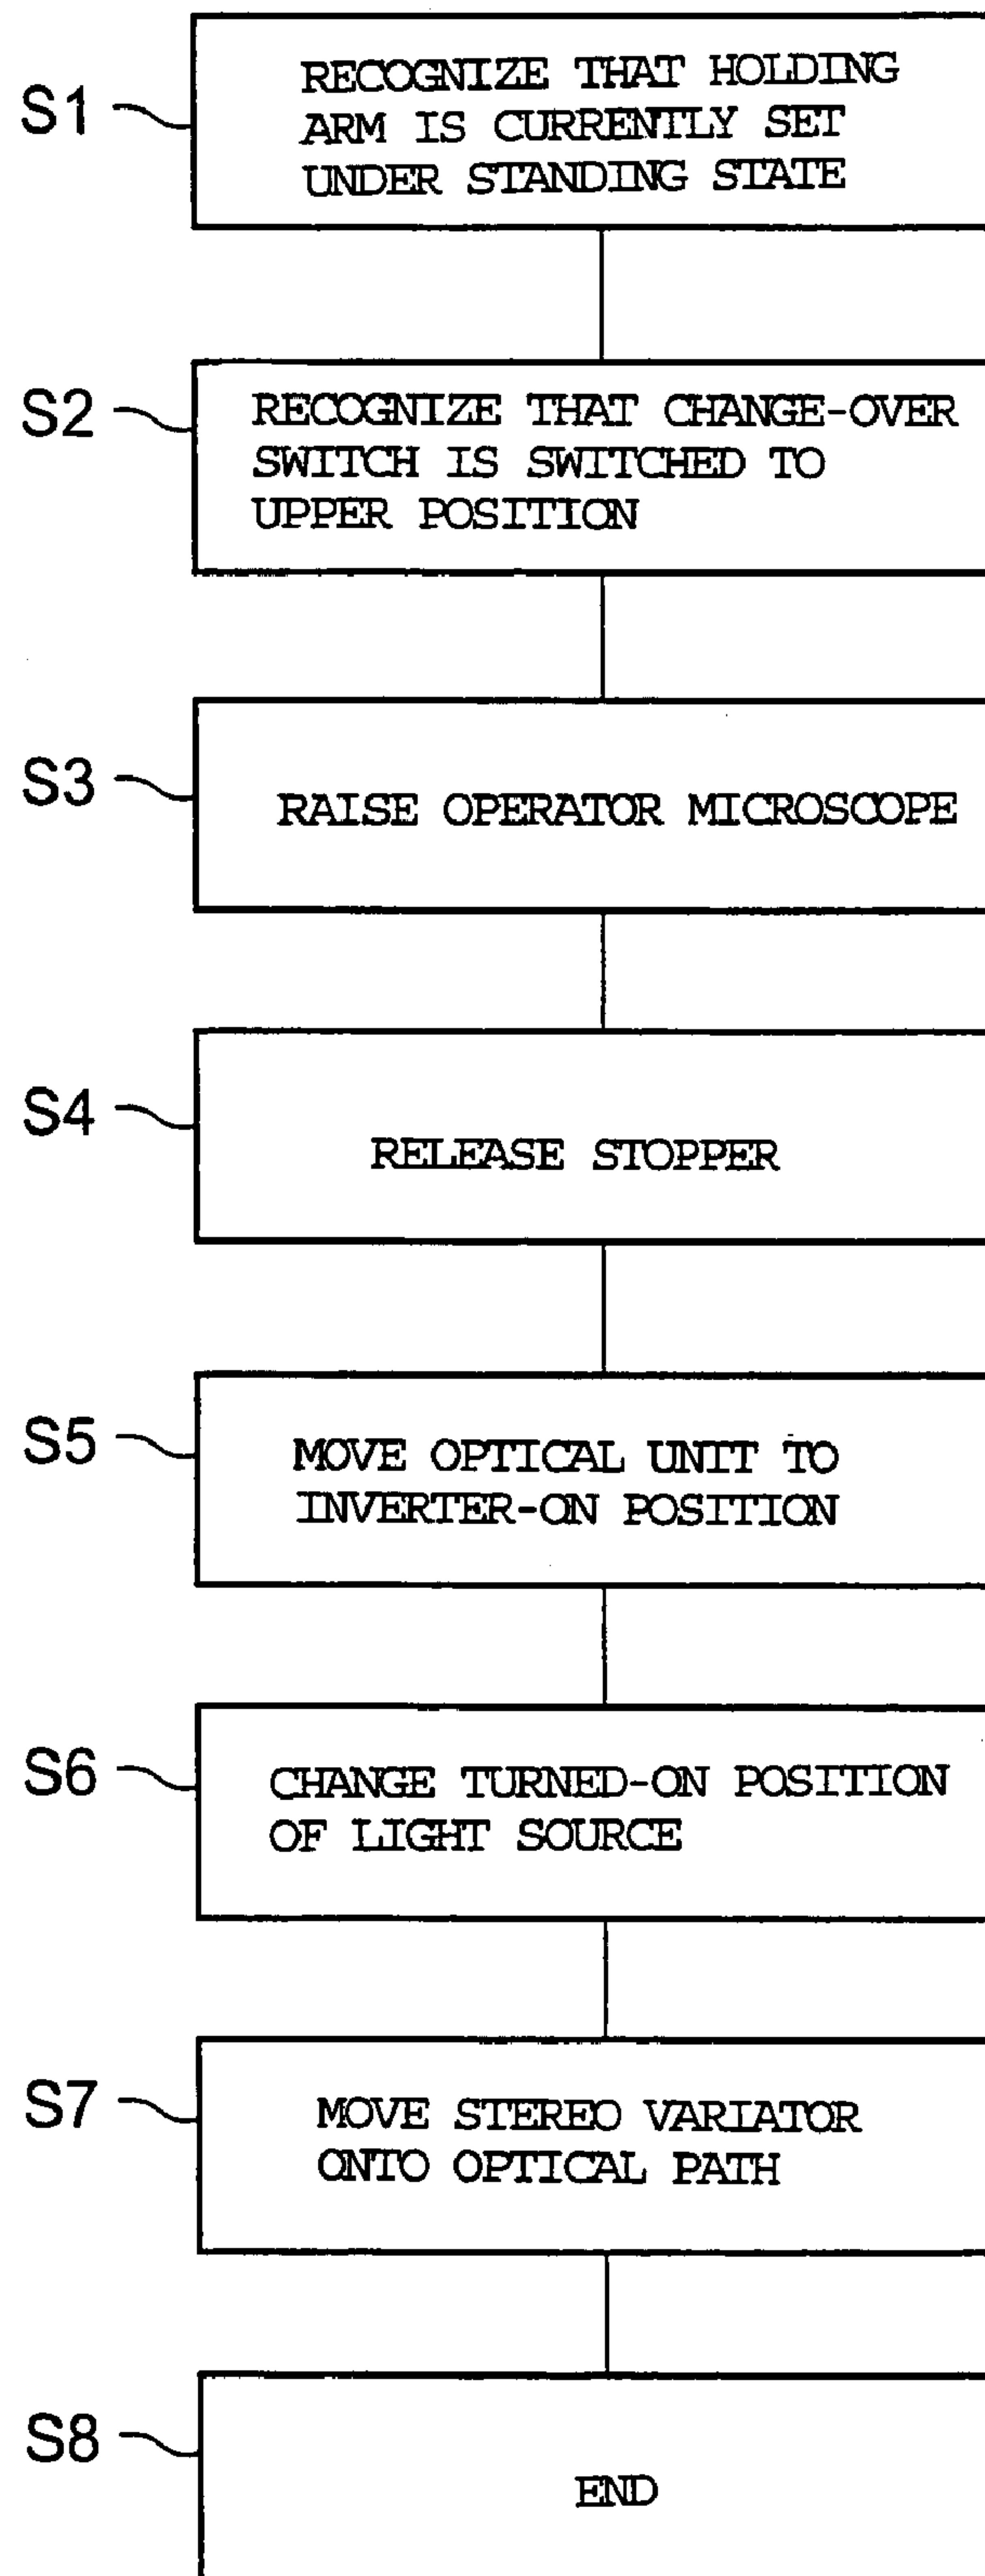 S1
RECOGNIZE THAT HOLDING
ARM IS CURRENTLY SET
UNDER STANDING STATE
S2
RECOGNIZE THAT CHANGE-OVER
SWITCH IS SWITCHED TO
UPPER POSITION
S3
RAISE OPERATOR MICROSCOPE
S4
RELEASE STOPPER
S5
MOVE OPTICAL UNIT TO
INVERTER-ON POSITION
S6
CHANGE TURNED-ON POSITION
OF LIGHT SOURCE
S7
MOVE STEREO VARIATOR
ONTO OPTICAL PATH
S8
END